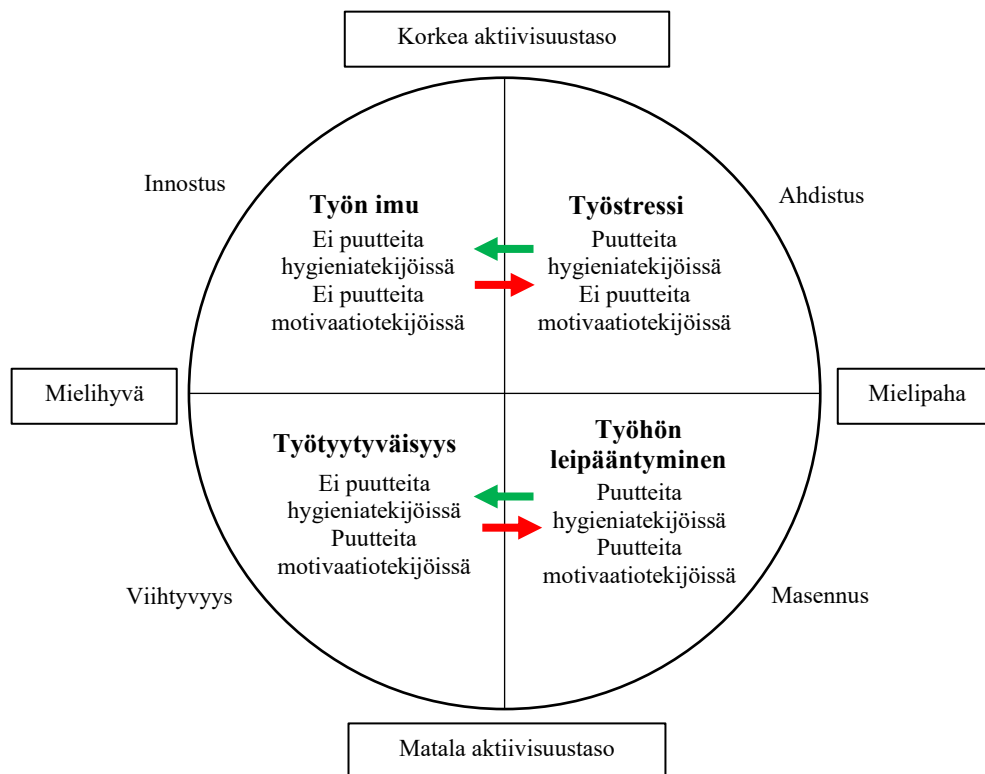 Korkea aktiivisuustaso
Innostus
Ahdistus
Työn imu
Ei puutteita
hygieniatekijöissä
Ei puutteita
motivaatiotekijöissä
Työstressi
Puutteita
hygieniatekijöissä
Ei puutteita
motivaatiotekijöissä
Mielihyvä
Mielipaha
Työtyytyväisyys
Ei puutteita
hygieniatekijöissä
Puutteita
motivaatiotekijöissä
Työhön
leipääntyminen
Puutteita
hygieniatekijöissä
Puutteita
motivaatiotekijöissä
Viihtyvyys
Masennus
Matala aktiivisuustaso